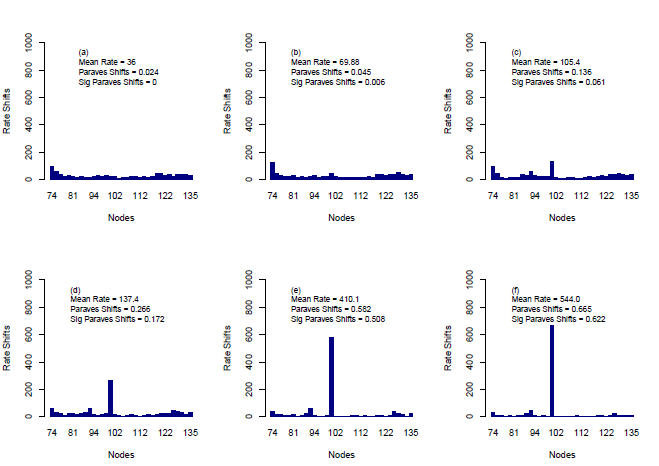 (a)
Mean Rate = 36
Paraves Shifts = 0.024
Sig Paraves Shifts = 0
Rate Shifts
0 200 400 600 800 1000
74 81 94 102 112 122 135
Nodes
(b)
Mean Rate = 69.88
Paraves Shifts = 0.045
Sig Paraves Shifts = 0.006
Rate Shifts
0 200 400 600 800 1000
74 81 94 102 112 122 135
Nodes
(c)
Mean Rate = 105.4
Paraves Shifts = 0.136
Sig Paraves Shifts = 0.061
Rate Shifts
0 200 400 600 800 1000
74 81 94 102 112 122 135
Nodes
(d)
Mean Rate = 137.4
Paraves Shifts = 0.266
Sig Paraves Shifts = 0.172
Rate Shifts
0 200 400 600 800 1000
74 81 94 102 112 122 135
Nodes
(e)
Mean Rate = 410.1
Paraves Shifts = 0.582
Sig Paraves Shifts = 0.508
Rate Shifts
0 200 400 600 800 1000
74 81 94 102 112 122 135
Nodes
(f)
Mean Rate = 544.0
Paraves Shifts = 0.665
Sig Paraves Shifts = 0.622
Rate Shifts
0 200 400 600 800 1000
74 81 94 102 112 122 135
Nodes